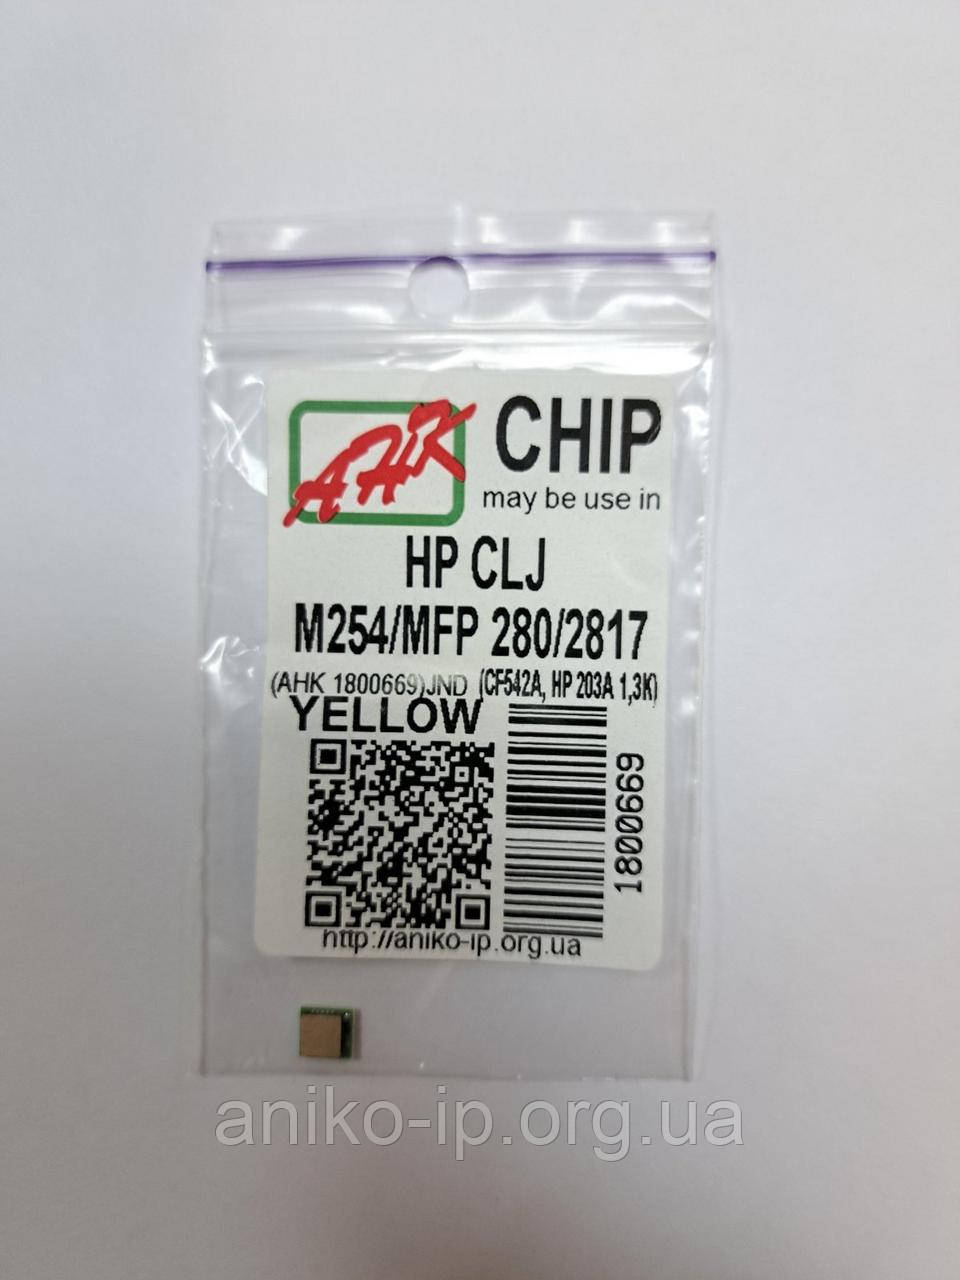 AHK
CHIP
may be use in
HP CLJ
M254/MFP 280/2817
(AHK 1800669)JND (CF542A, HP 203A 1,3K)
YELLOW
1800669
http://aniko-ip.org.ua
aniko-ip.org.ua